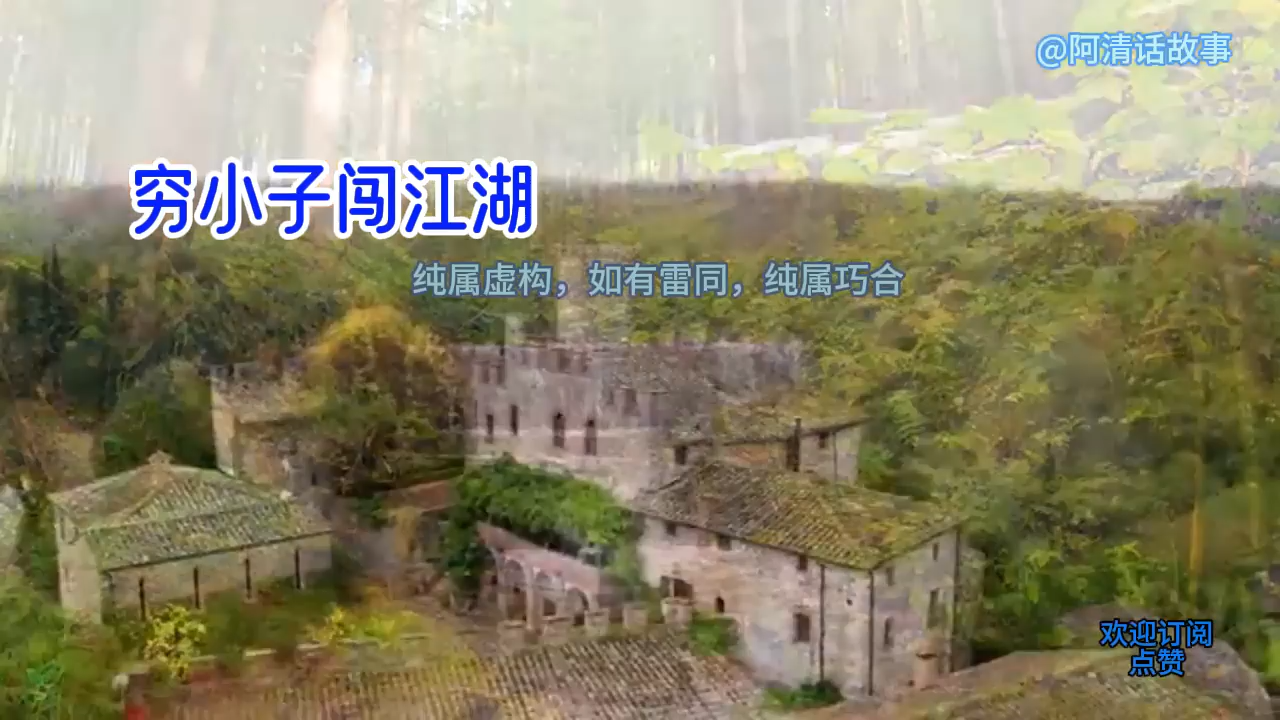 @阿清话故事
穷小子闯江湖
纯属虚构，如有雷同，纯属巧合
欢迎订阅
点赞